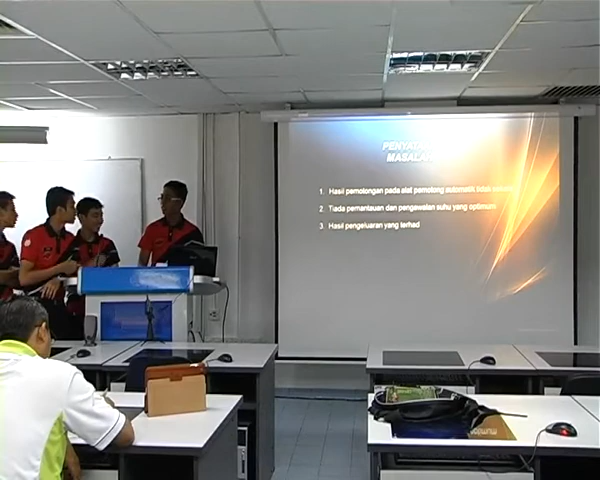 PENYATA
MASALAH
1. Hasil pemotongan pada alat pemotong automatik tidak
2. Tiada pemantauan dan pengawalan suhu yang optimum
3. Hasil pengeluaran yang terhad